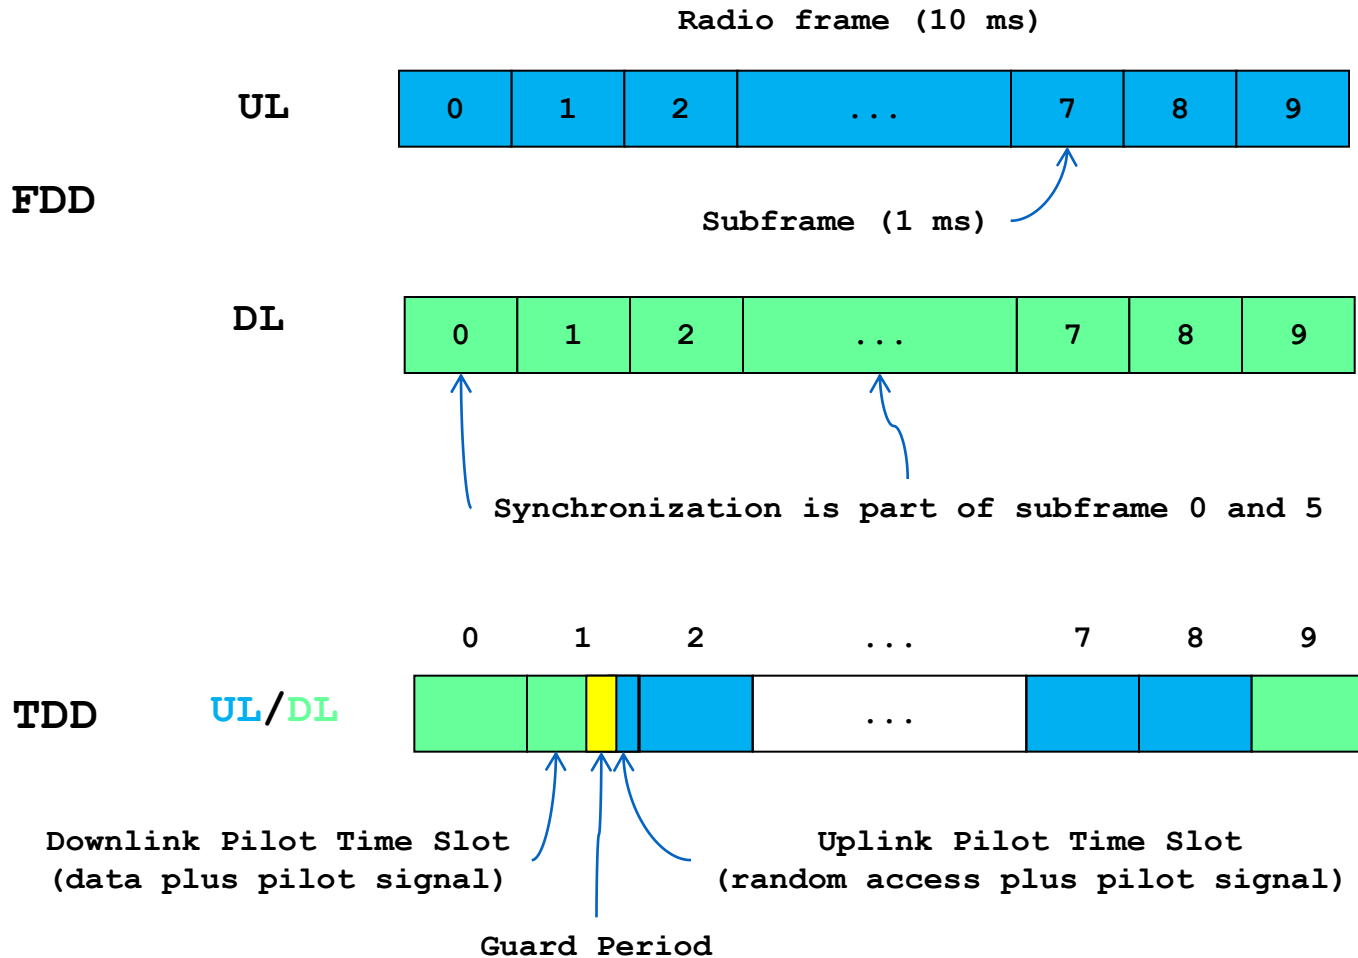 Radio frame (10 ms)
UL
0 1 2 ... 7 8 9
FDD
Subframe (1 ms)
DL
0 1 2 ... 7 8 9
Synchronization is part of subframe 0 and 5
0 1 2 ... 7 8 9
TDD UL/DL ...
Downlink Pilot Time Slot
(data plus pilot signal)
Uplink Pilot Time Slot
(random access plus pilot signal)
Guard Period